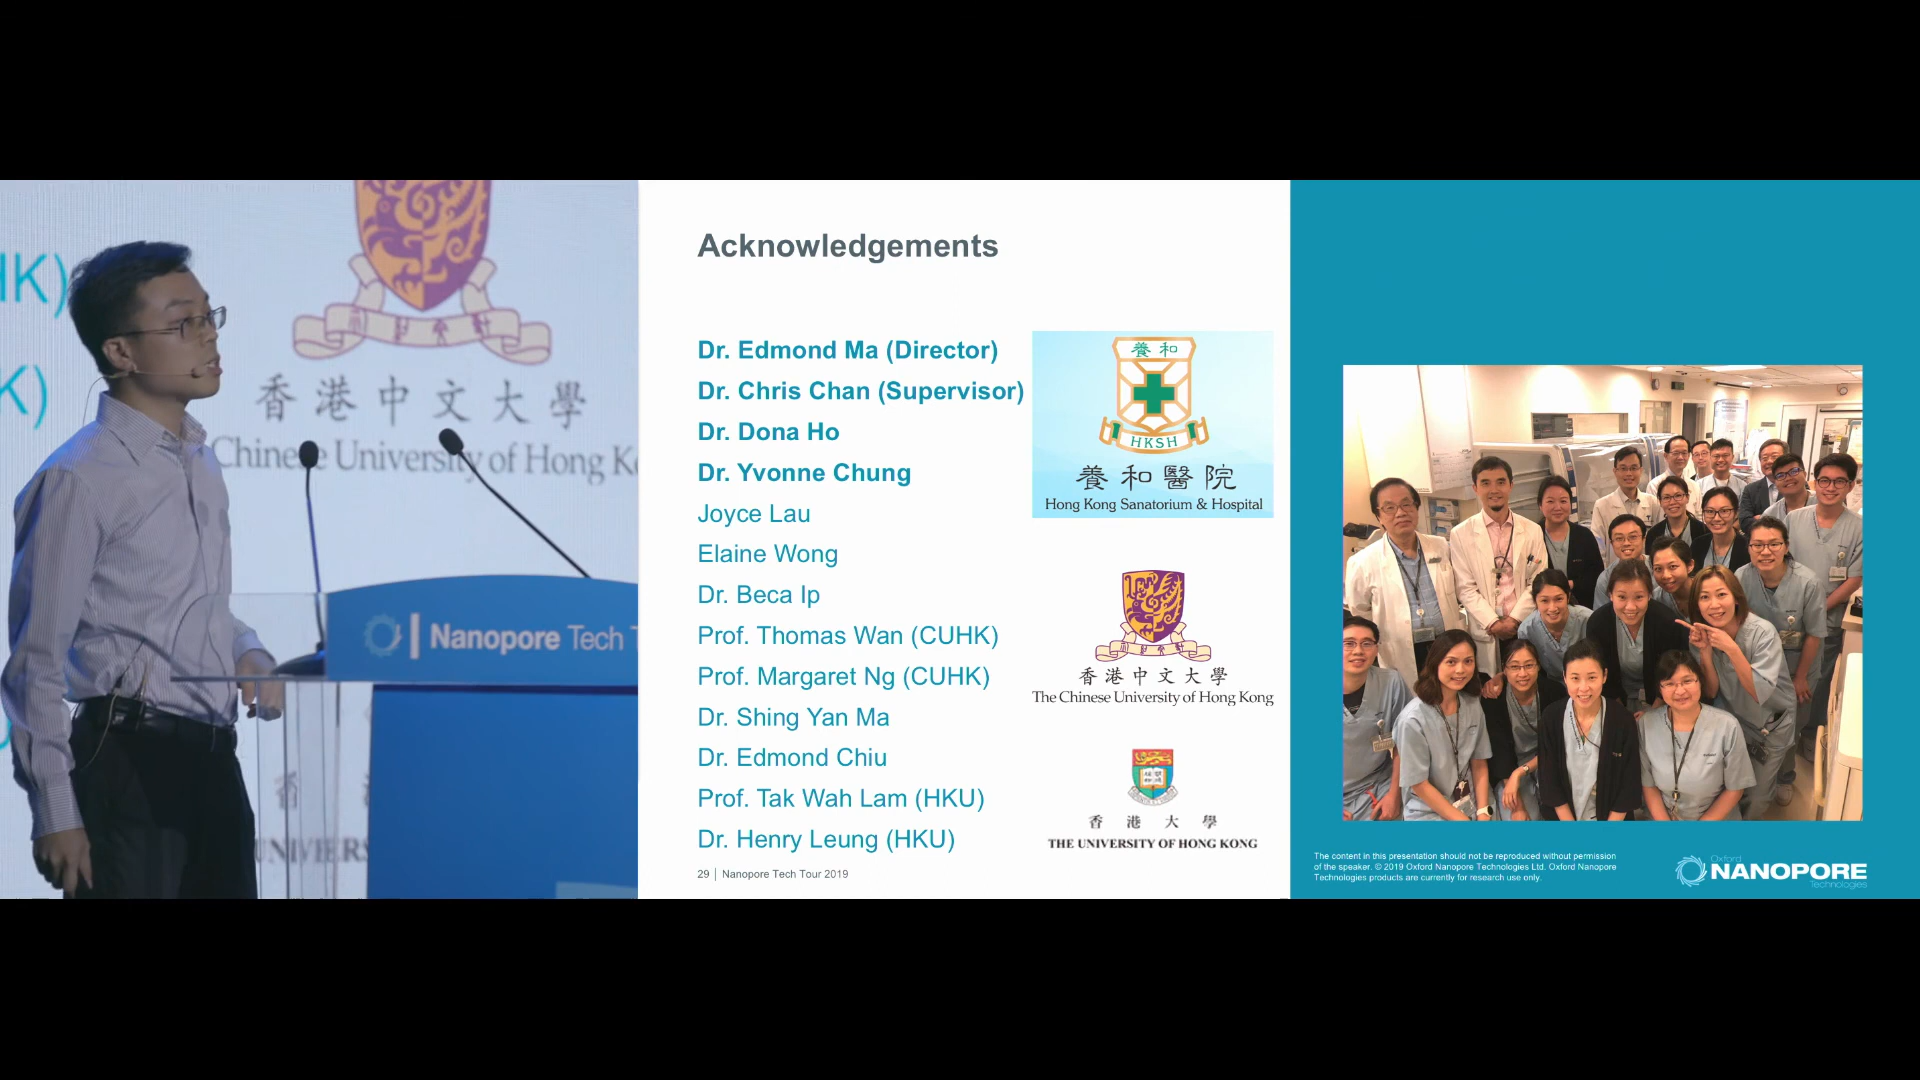 HK)
K)
香港中文大學
Chinese University of Hong K
Nanopore Tech T
UNIVERS
Acknowledgements
Dr. Edmond Ma (Director)
Dr. Chris Chan (Supervisor)
Dr. Dona Ho
Dr. Yvonne Chung
Joyce Lau
Elaine Wong
Dr. Beca Ip
Prof. Thomas Wan (CUHK)
Prof. Margaret Ng (CUHK)
Dr. Shing Yan Ma
Dr. Edmond Chiu
Prof. Tak Wah Lam (HKU)
Dr. Henry Leung (HKU)
29 | Nanopore Tech Tour 2019
養和
HKSH
養和醫院
Hong Kong Sanatorium & Hospital
香港中文大學
The Chinese University of Hong Kong
香港大學
THE UNIVERSITY OF HONG KONG
The content in this presentation should not be reproduced without permission
of the speaker. © 2019 Oxford Nanopore Technologies Ltd. Oxford Nanopore
Technologies products are currently for research use only.
Oxford
NANOPORE
Technologies